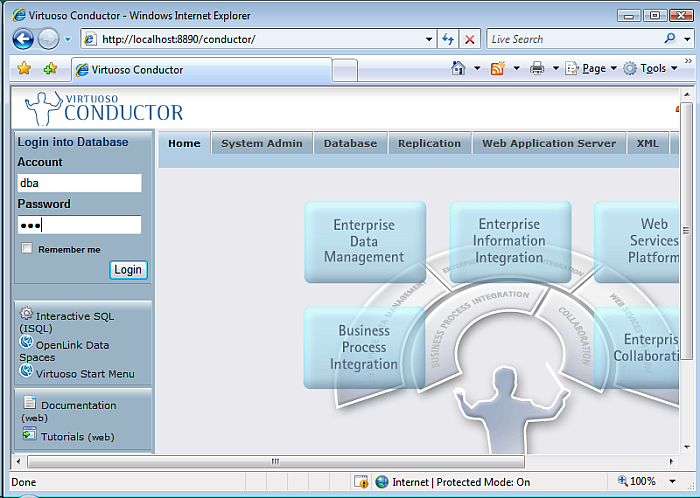 Virtuoso Conductor - Windows Internet Explorer
http://localhost:8890/conductor/
Live Search
Virtuoso Conductor
Page
Tools
VIRTUOSO
CONDUCTOR
Login into Database
Account
dba
Password
●●●
Remember me
Login
Interactive SQL
(ISQL)
OpenLink Data
Spaces
Virtuoso Start Menu
Documentation
(web)
Tutorials (web)
Home System Admin Database Replication Web Application Server XML
Enterprise
Data
Management
Enterprise
Information
Integration
Web
Services
Platform
Business
Process
Integration
BUSINESS PROCESS INTEGRATION
COLLABORATION
Enterpris
Collaborati
Done
Internet | Protected Mode: On
100%